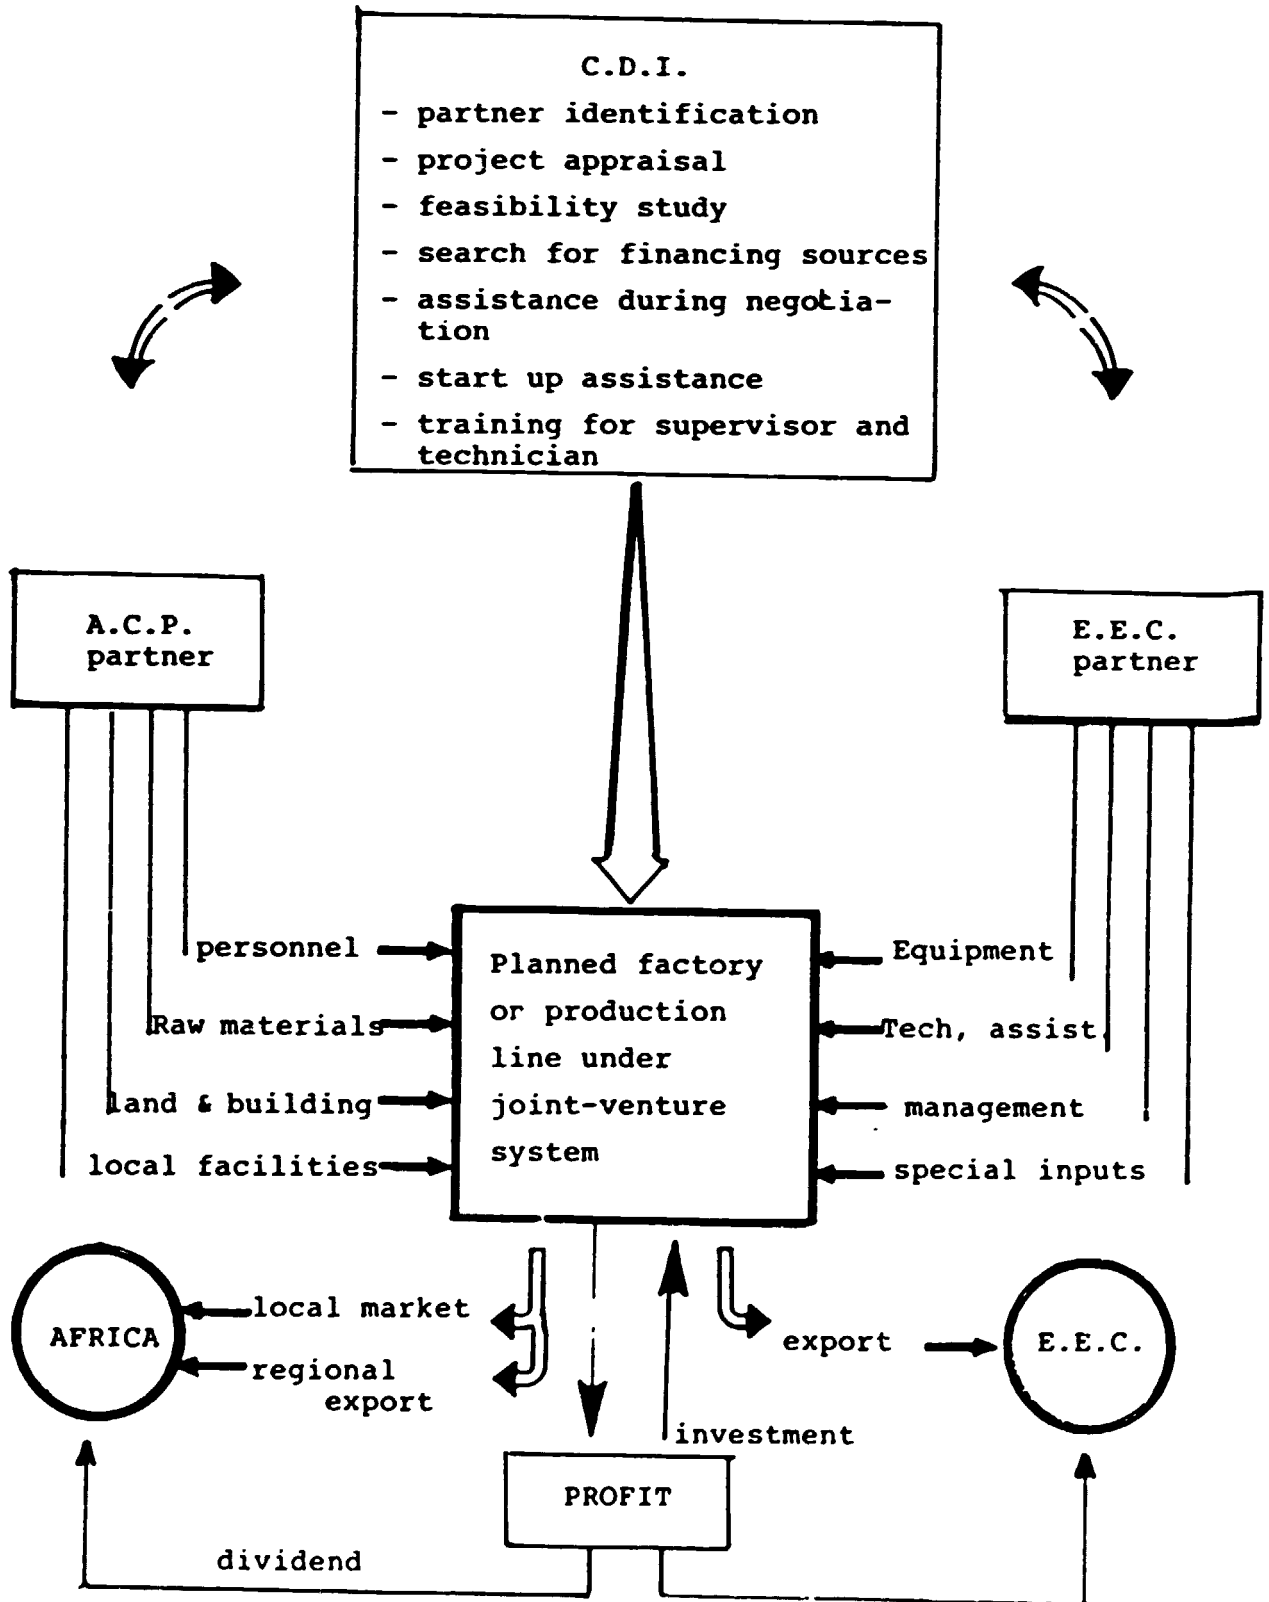 C.D.I.
- partner identification
- project appraisal
- feasibility study
- search for financing sources
- assistance during negotia-
tion
- start up assistance
- training for supervisor and
technician
A.C.P.
partner
E.E.C.
partner
personnel
Raw materials
land & building
local facilities
Planned factory
or production
line under
joint-venture
system
Equipment
Tech, assist.
management
special inputs
AFRICA
local market
regional
export
export
E.E.C.
investment
PROFIT
dividend